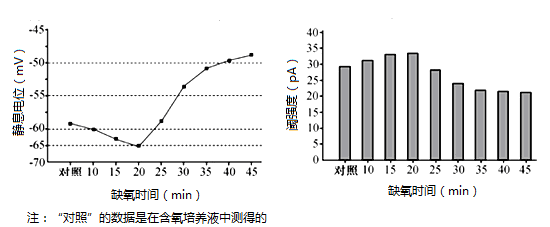 -45
-50
-55
-60
-65
-70
静息电位（mV）
对照 10 15 20 25 30 35 40 45
缺氧时间（min）
注：“对照”的数据是在含氧培养液中测得的
40
35
30
25
20
15
10
5
0
阈强度（pA）
对照 10 15 20 25 30 35 40 45
缺氧时间（min）